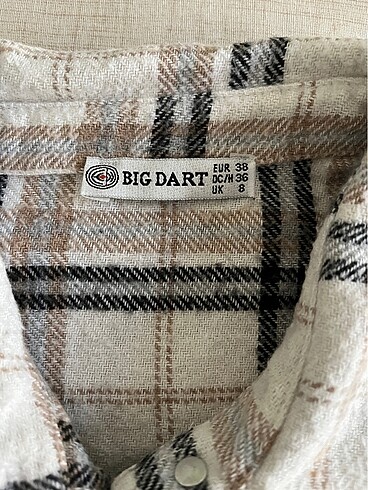 BIG DART
EUR 38
DC/H 36
UK 8